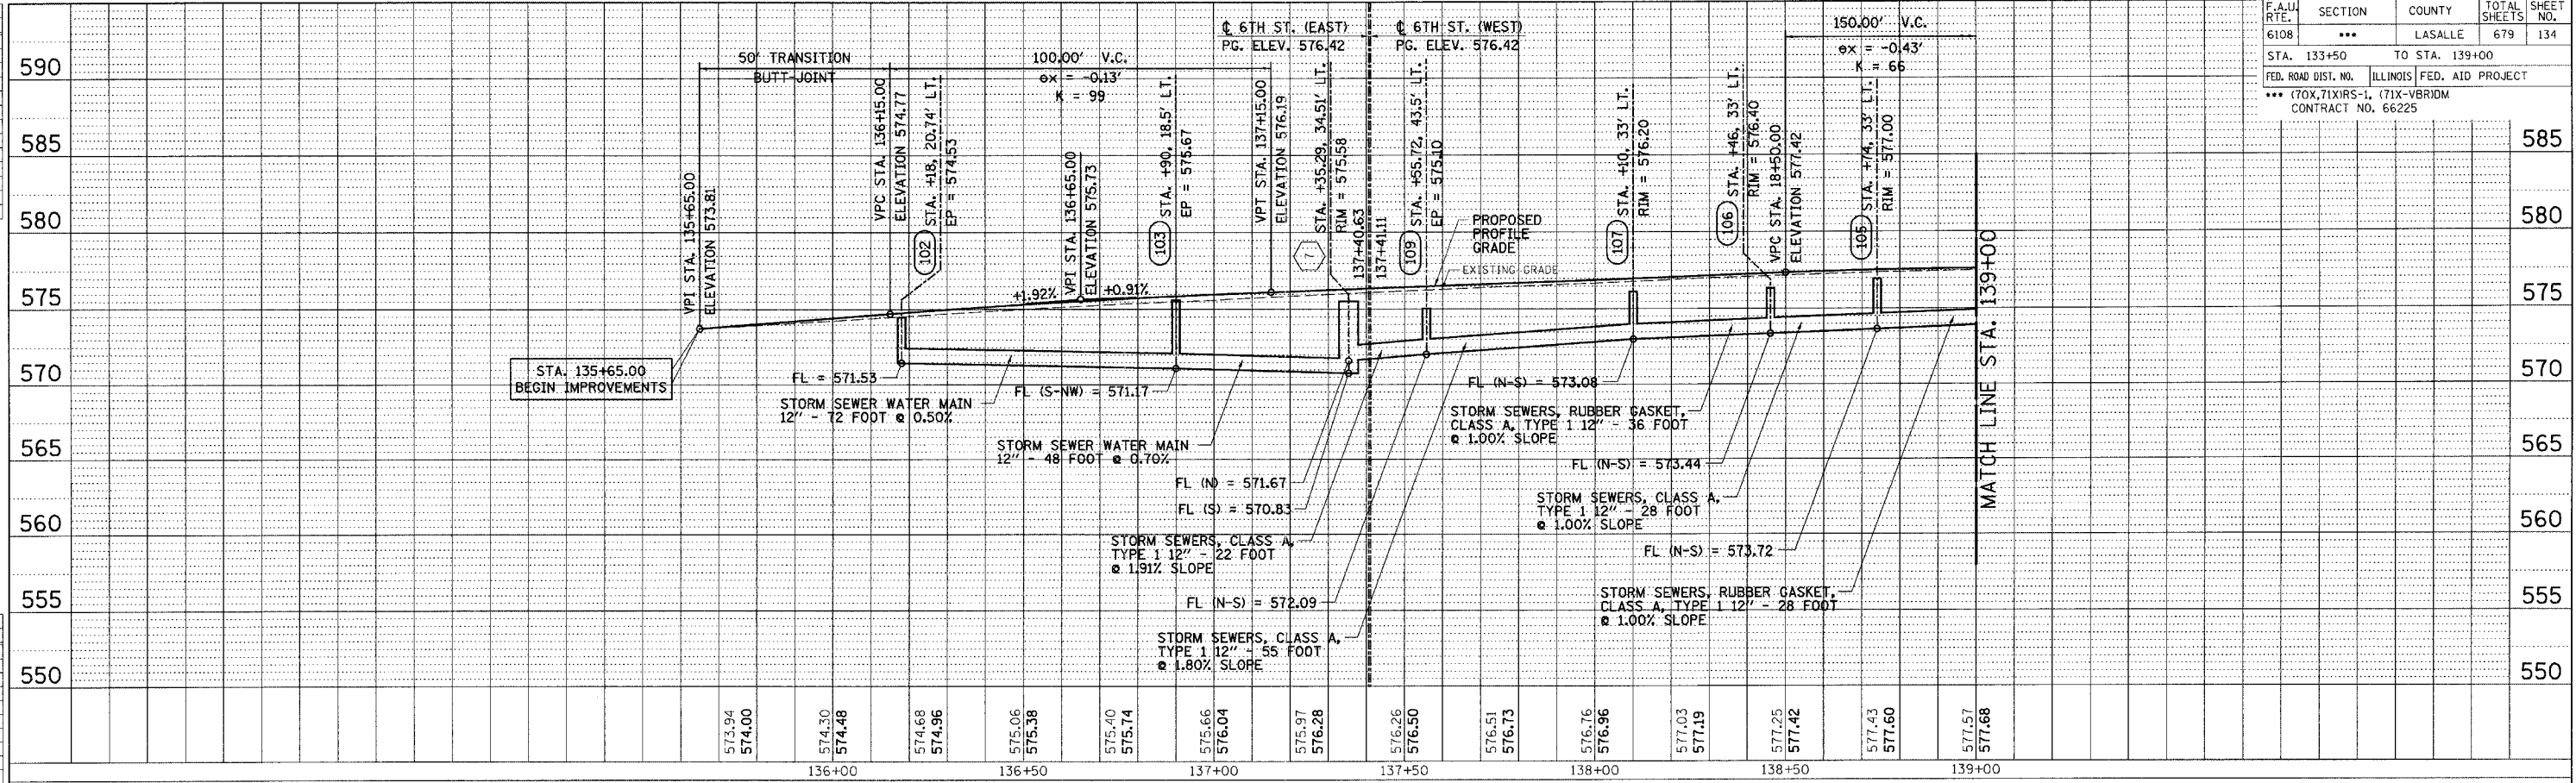 F.A.U. RTE.
SECTION
COUNTY
TOTAL SHEETS
SHEET NO.
6108
***
LASALLE
679
134
STA. 133+50 TO STA. 139+00
FED. ROAD DIST. NO.
ILLINOIS
FED. AID PROJECT
*** (70X,71X)RS-1, (71X-VBR)DM
CONTRACT NO. 66225
50' TRANSITION
BUTT-JOINT
100.00' V.C.
ex = -0.13'
K = 99
℄ 6TH ST. (EAST)
PG. ELEV. 576.42
℄ 6TH ST. (WEST)
PG. ELEV. 576.42
150.00' V.C.
ex = -0.43'
K = 66
590
585
580
575
570
565
560
555
550
585
580
575
570
565
560
555
550
VPI STA. 135+65.00
ELEVATION 573.81
VPC STA. 136+15.00
ELEVATION 574.77
102
STA. +18, 20.74' LT.
EP = 574.53
VPI STA. 136+65.00
ELEVATION 575.73
103
STA. +90, 18.5' LT.
EP = 575.67
VPT STA. 137+15.00
ELEVATION 576.19
7
STA. +35.29, 34.51' LT.
RIM = 575.58
137+40.63
137+41.11
109
STA. +55.72, 43.5' LT.
EP = 575.10
107
STA. +10, 33' LT.
RIM = 576.20
106
STA. +46, 33' LT.
RIM = 576.40
VPC STA. 18+50.00
ELEVATION 577.42
105
STA. +74, 33' LT.
RIM = 577.00
MATCH LINE STA. 139+00
+1.92%
+0.91%
PROPOSED
PROFILE
GRADE
EXISTING GRADE
STA. 135+65.00
BEGIN IMPROVEMENTS
FL = 571.53
STORM SEWER WATER MAIN
12" - 72 FOOT @ 0.50%
FL (S-NW) = 571.17
STORM SEWER WATER MAIN
12" - 48 FOOT @ 0.70%
FL (N) = 571.67
FL (S) = 570.83
STORM SEWERS, CLASS A,
TYPE 1 12" - 22 FOOT
@ 1.91% SLOPE
FL (N-S) = 572.09
STORM SEWERS, CLASS A,
TYPE 1 12" - 55 FOOT
@ 1.80% SLOPE
FL (N-S) = 573.08
STORM SEWERS, RUBBER GASKET,
CLASS A, TYPE 1 12" - 36 FOOT
@ 1.00% SLOPE
FL (N-S) = 573.44
STORM SEWERS, CLASS A,
TYPE 1 12" - 28 FOOT
@ 1.00% SLOPE
FL (N-S) = 573.72
STORM SEWERS, RUBBER GASKET,
CLASS A, TYPE 1 12" - 28 FOOT
@ 1.00% SLOPE
573.94
574.00
574.30
574.48
574.68
574.96
575.06
575.38
575.40
575.74
575.66
576.04
575.97
576.28
576.26
576.50
576.51
576.73
576.76
576.96
577.03
577.19
577.25
577.42
577.43
577.60
577.57
577.68
136+00
136+50
137+00
137+50
138+00
138+50
139+00